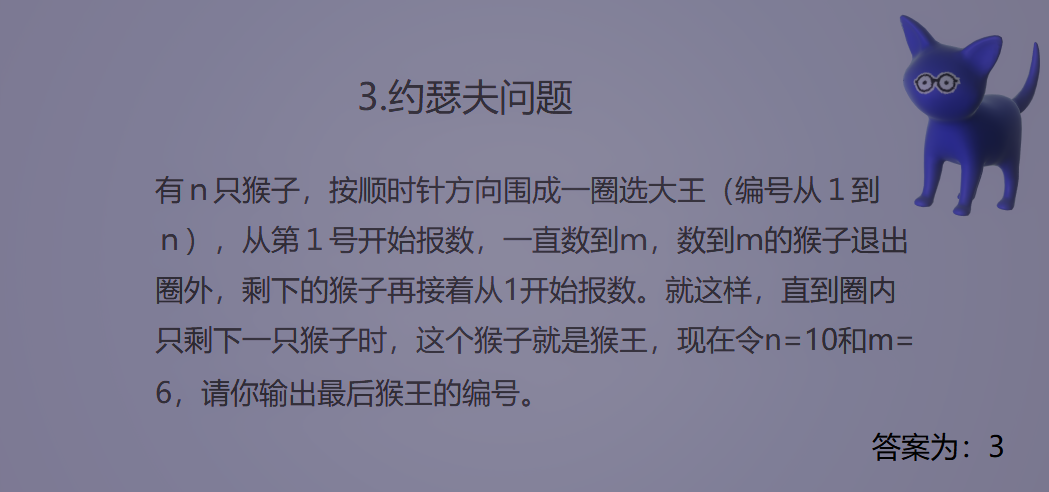 3.约瑟夫问题
有ｎ只猴子，按顺时针方向围成一圈选大王（编号从１到
ｎ），从第１号开始报数，一直数到m，数到m的猴子退出
圈外，剩下的猴子再接着从1开始报数。就这样，直到圈内
只剩下一只猴子时，这个猴子就是猴王，现在令n=10和m=
6，请你输出最后猴王的编号。
答案为：3